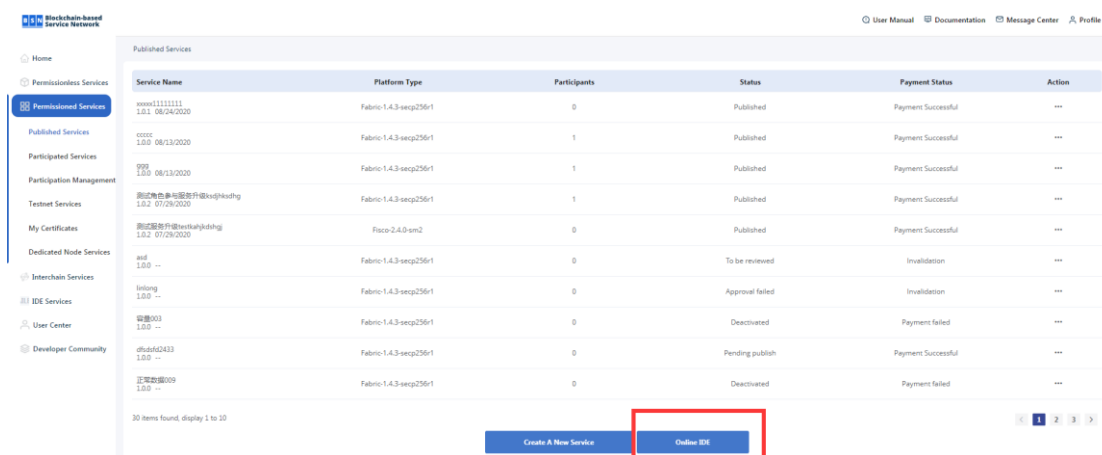 BSN Blockchain-based
Service Network
User Manual Documentation Message Center Profile
Home
Permissionless Services
Permissioned Services
Published Services
Participated Services
Participation Management
Testnet Services
My Certificates
Dedicated Node Services
Interchain Services
IDE Services
User Center
Developer Community
Published Services
Service Name Platform Type Participants Status Payment Status Action
xxxxx11111111 Fabric-1.4.3-secp256r1 0 Published Payment Successful ...
1.0.1 08/24/2020
ccccc Fabric-1.4.3-secp256r1 1 Published Payment Successful ...
1.0.0 08/13/2020
ggg Fabric-1.4.3-secp256r1 1 Published Payment Successful ...
1.0.0 08/13/2020
测试角色参与服务升级ksdjhksdhg Fabric-1.4.3-secp256r1 1 Published Payment Successful ...
1.0.2 07/29/2020
测试服务升级testkahjkdshgj Fisco-2.4.0-sm2 0 Published Payment Successful ...
1.0.2 07/29/2020
asd Fabric-1.4.3-secp256r1 0 To be reviewed Invalidation ...
1.0.0 --
linlong Fabric-1.4.3-secp256r1 0 Approval failed Invalidation ...
1.0.0 --
容量003 Fabric-1.4.3-secp256r1 0 Deactivated Payment failed ...
1.0.0 --
dfsdsfd2433 Fabric-1.4.3-secp256r1 0 Pending publish Payment Successful ...
1.0.0 --
正常数据009 Fabric-1.4.3-secp256r1 0 Deactivated Payment failed ...
1.0.0 --
30 items found, display 1 to 10
< 1 2 3 >
Create A New Service Online IDE